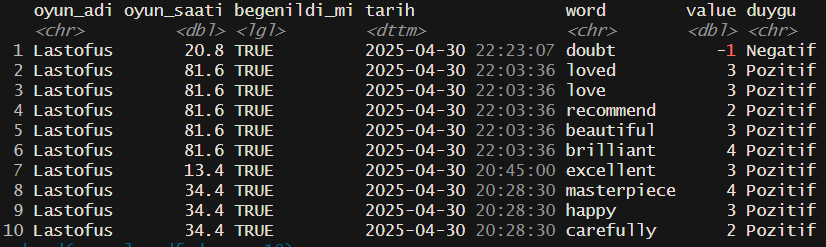 oyun_adi oyun_saati begenildi_mi tarih word value duygu
<chr> <dbl> <lgl> <dttm> <chr> <dbl> <chr>
1 Lastofus 20.8 TRUE 2025-04-30 22:23:07 doubt -1 Negatif
2 Lastofus 81.6 TRUE 2025-04-30 22:03:36 loved 3 Pozitif
3 Lastofus 81.6 TRUE 2025-04-30 22:03:36 love 3 Pozitif
4 Lastofus 81.6 TRUE 2025-04-30 22:03:36 recommend 2 Pozitif
5 Lastofus 81.6 TRUE 2025-04-30 22:03:36 beautiful 3 Pozitif
6 Lastofus 81.6 TRUE 2025-04-30 22:03:36 brilliant 4 Pozitif
7 Lastofus 13.4 TRUE 2025-04-30 20:45:00 excellent 3 Pozitif
8 Lastofus 34.4 TRUE 2025-04-30 20:28:30 masterpiece 4 Pozitif
9 Lastofus 34.4 TRUE 2025-04-30 20:28:30 happy 3 Pozitif
10 Lastofus 34.4 TRUE 2025-04-30 20:28:30 carefully 2 Pozitif